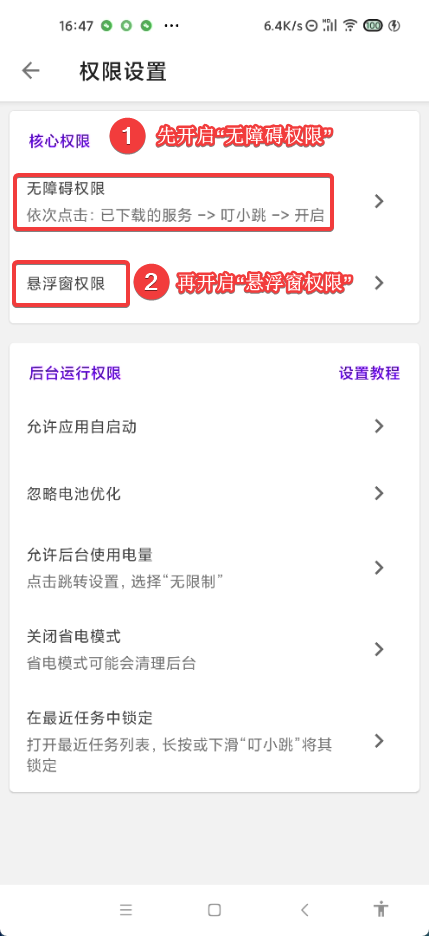 16:47 ... 6.4K/s HD 100
权限设置
核心权限 1 先开启“无障碍权限”
无障碍权限
依次点击: 已下载的服务 -> 叮小跳 -> 开启
悬浮窗权限 2 再开启“悬浮窗权限”
后台运行权限 设置教程
允许应用自启动
忽略电池优化
允许后台使用电量
点击跳转设置, 选择“无限制”
关闭省电模式
省电模式可能会清理后台
在最近任务中锁定
打开最近任务列表, 长按或下滑“叮小跳”将其
锁定